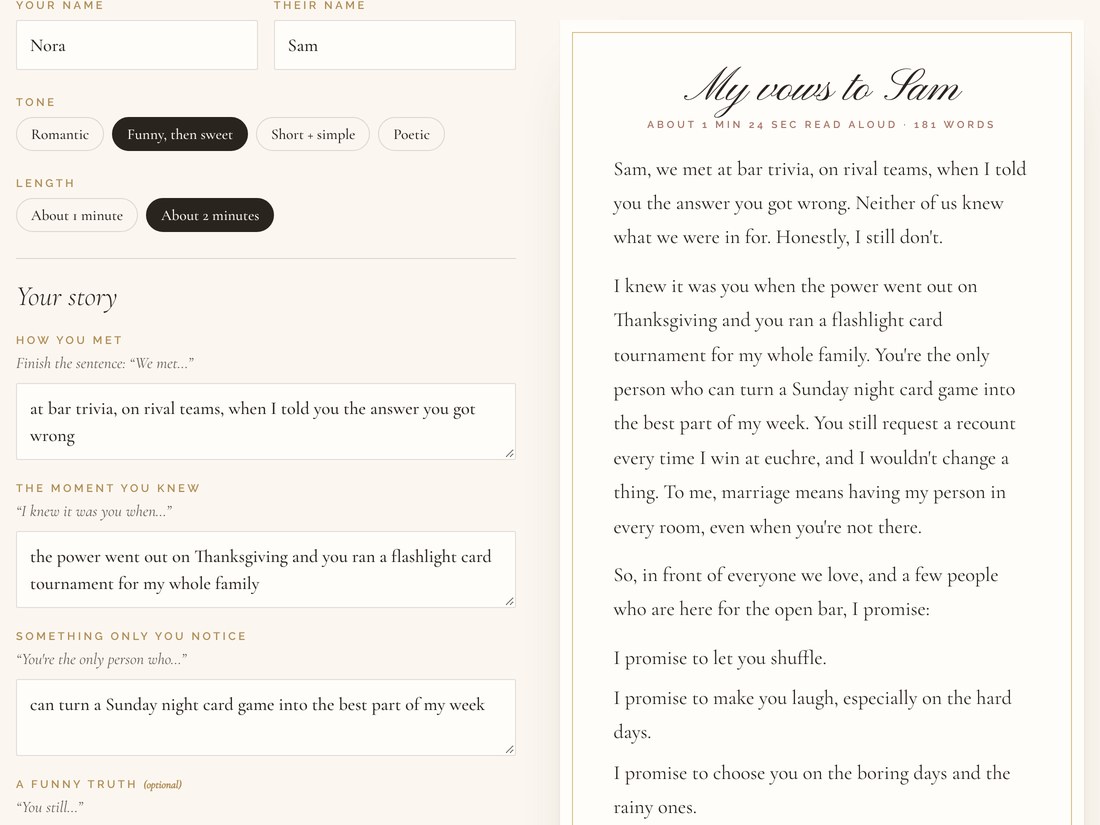 YOUR NAME
THEIR NAME
Nora
Sam
TONE
Romantic
Funny, then sweet
Short + simple
Poetic
LENGTH
About 1 minute
About 2 minutes
Your story
HOW YOU MET
Finish the sentence: “We met...”
at bar trivia, on rival teams, when I told you the answer you got
wrong
THE MOMENT YOU KNEW
“I knew it was you when...”
the power went out on Thanksgiving and you ran a flashlight card
tournament for my whole family
SOMETHING ONLY YOU NOTICE
“You're the only person who...”
can turn a Sunday night card game into the best part of my week
A FUNNY TRUTH (optional)
“You still...”
My vows to Sam
ABOUT 1 MIN 24 SEC READ ALOUD · 181 WORDS
Sam, we met at bar trivia, on rival teams, when I told
you the answer you got wrong. Neither of us knew
what we were in for. Honestly, I still don't.
I knew it was you when the power went out on
Thanksgiving and you ran a flashlight card
tournament for my whole family. You're the only
person who can turn a Sunday night card game into
the best part of my week. You still request a recount
every time I win at euchre, and I wouldn't change a
thing. To me, marriage means having my person in
every room, even when you're not there.
So, in front of everyone we love, and a few people
who are here for the open bar, I promise:
I promise to let you shuffle.
I promise to make you laugh, especially on the hard
days.
I promise to choose you on the boring days and the
rainy ones.